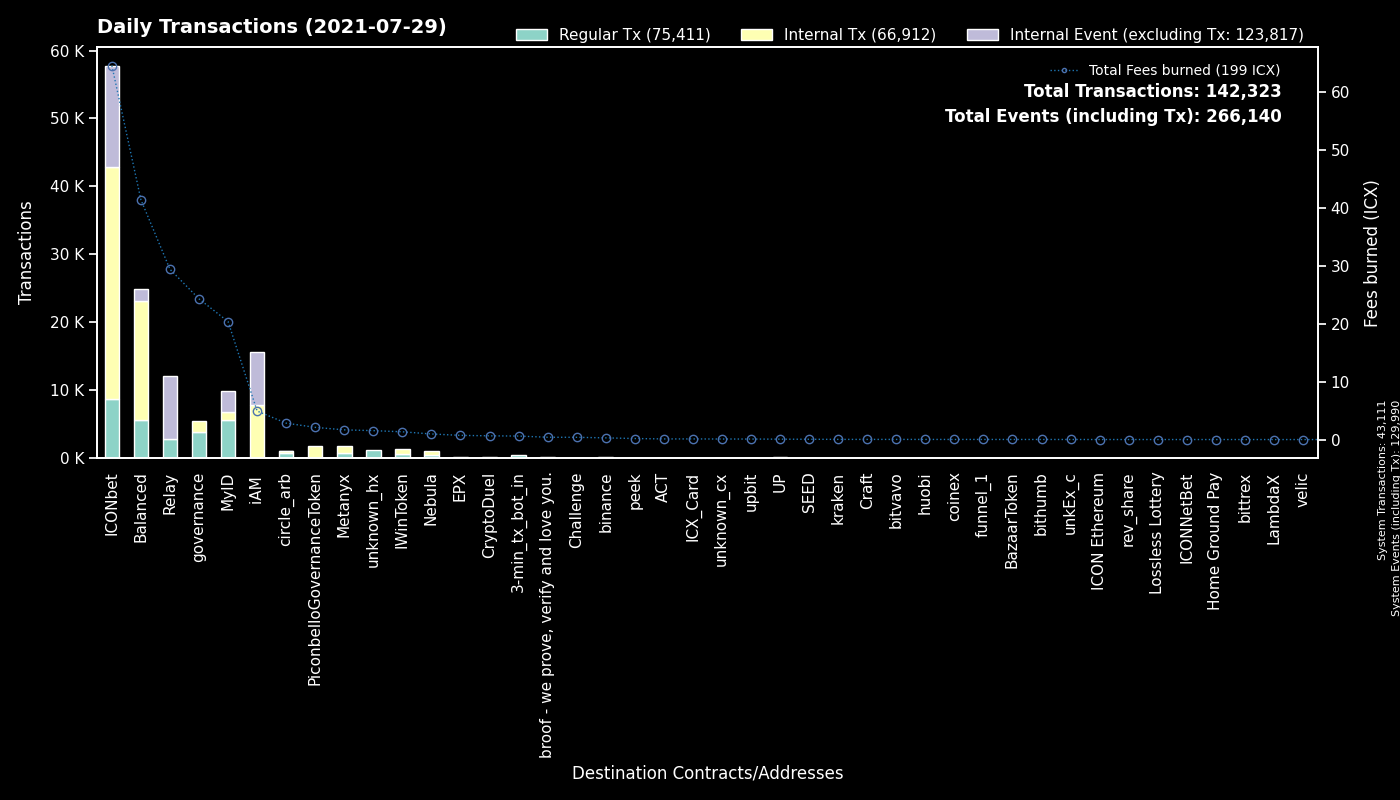 Daily Transactions (2021-07-29)
Regular Tx (75,411)
Internal Tx (66,912)
Internal Event (excluding Tx: 123,817)
Total Fees burned (199 ICX)
Total Transactions: 142,323
Total Events (including Tx): 266,140
Transactions
60 K
50 K
40 K
30 K
20 K
10 K
0 K
Fees burned (ICX)
60
50
40
30
20
10
0
System Transactions: 43,111
System Events (including Tx): 129,990
ICONbet
Balanced
Relay
governance
MyID
iAM
circle_arb
PiconbelloGovernanceToken
Metanyx
unknown_hx
IWinToken
Nebula
EPX
CryptoDuel
3-min_tx_bot_in
broof - we prove, verify and love you.
Challenge
binance
peek
ACT
ICX_Card
unknown_cx
upbit
UP
SEED
kraken
Craft
bitvavo
huobi
coinex
funnel_1
BazaarToken
bithumb
unkEx_c
ICON Ethereum
rev_share
Lossless Lottery
ICONNetBet
Home Ground Pay
bittrex
LambdaX
velic
Destination Contracts/Addresses